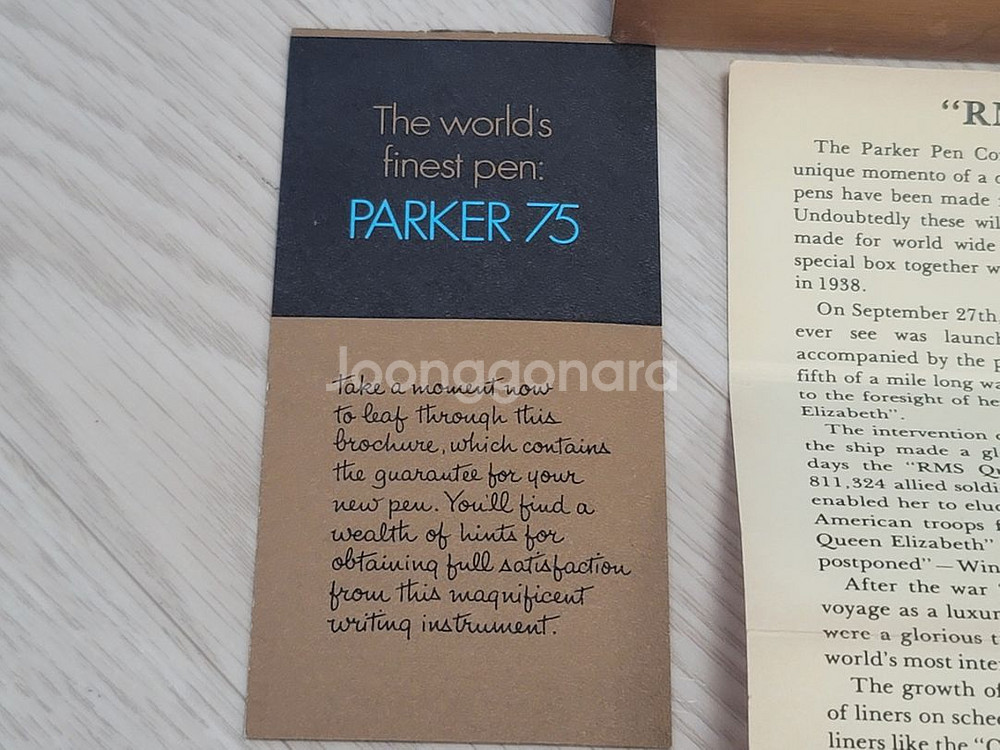 The world's
finest pen:
PARKER 75
Joonggonara
Take a moment now
to leaf through this
brochure, which contains
the guarantee for your
new pen. You'll find a
wealth of hints for
obtaining full satisfaction
from this magnificent
writing instrument.
"RM
The Parker Pen Co
unique momento of a
pens have been made
Undoubtedly these wil
made for world wide
special box together w
in 1938.
On September 27th
ever see was launch
accompanied by the
fifth of a mile long wa
to the foresight of he
Elizabeth".
The intervention
the ship made a gl
days the "RMS Qu
811,324 allied soldi
enabled her to elu
American troops f
Queen Elizabeth"
postponed" — Win
After the war
voyage as a luxur
were a glorious t
world's most inte
The growth of
of liners on sche
liners like the "Q